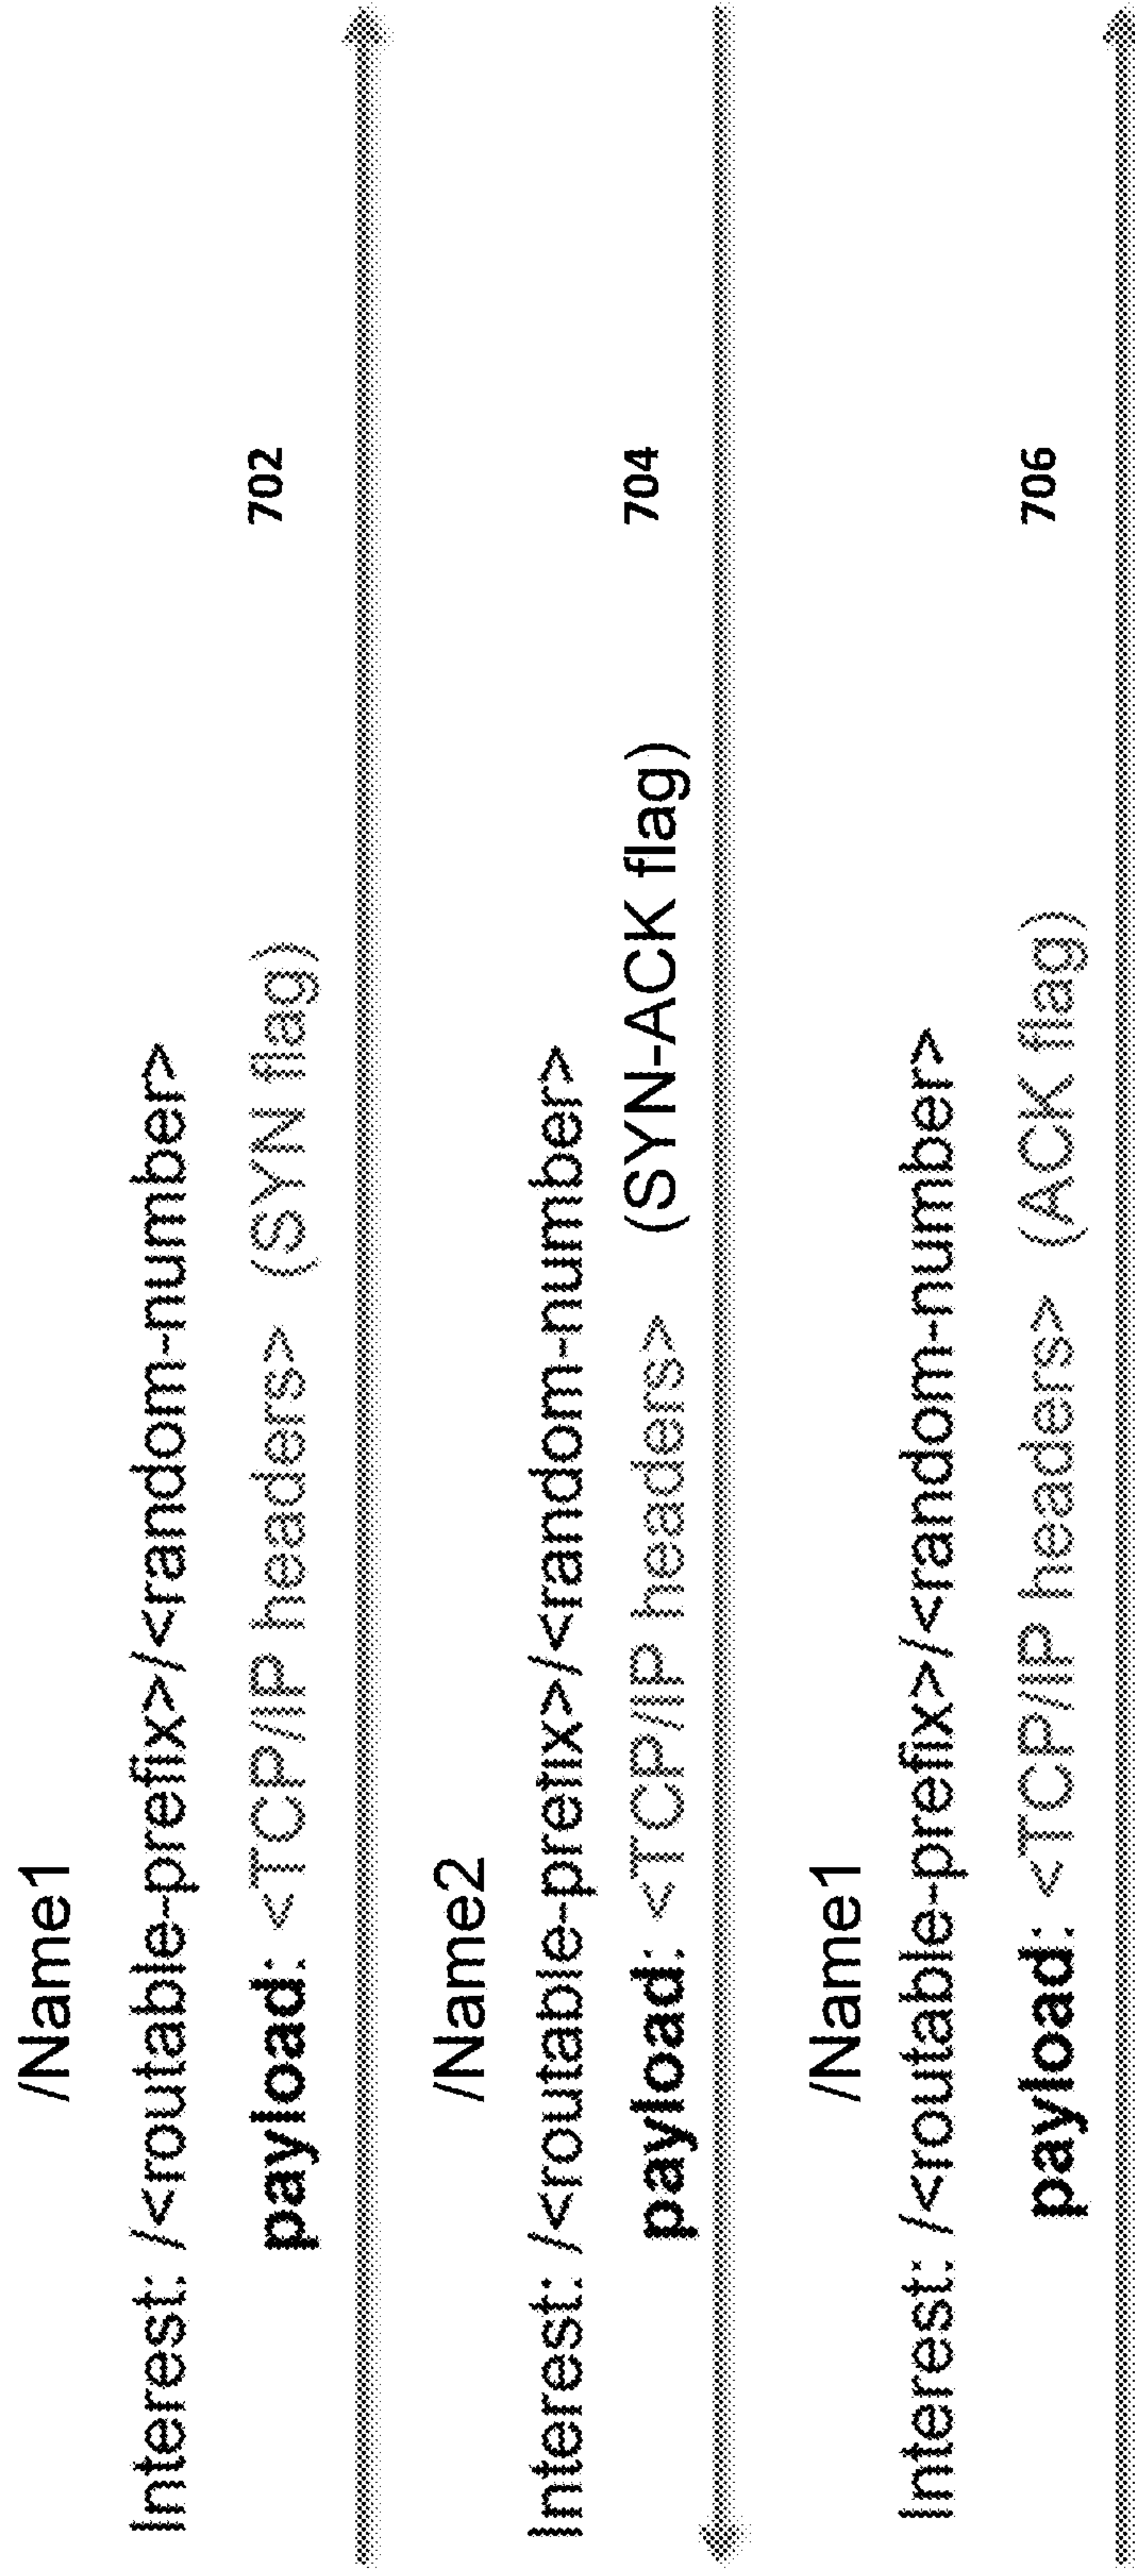 /Name1
Interest: /<routable-prefix>/<random-number>
payload: <TCP/IP headers> (SYN flag)
702
/Name2
Interest: /<routable-prefix>/<random-number>
payload: <TCP/IP headers> (SYN-ACK flag)
704
/Name1
Interest: /<routable-prefix>/<random-number>
payload: <TCP/IP headers> (ACK flag)
706